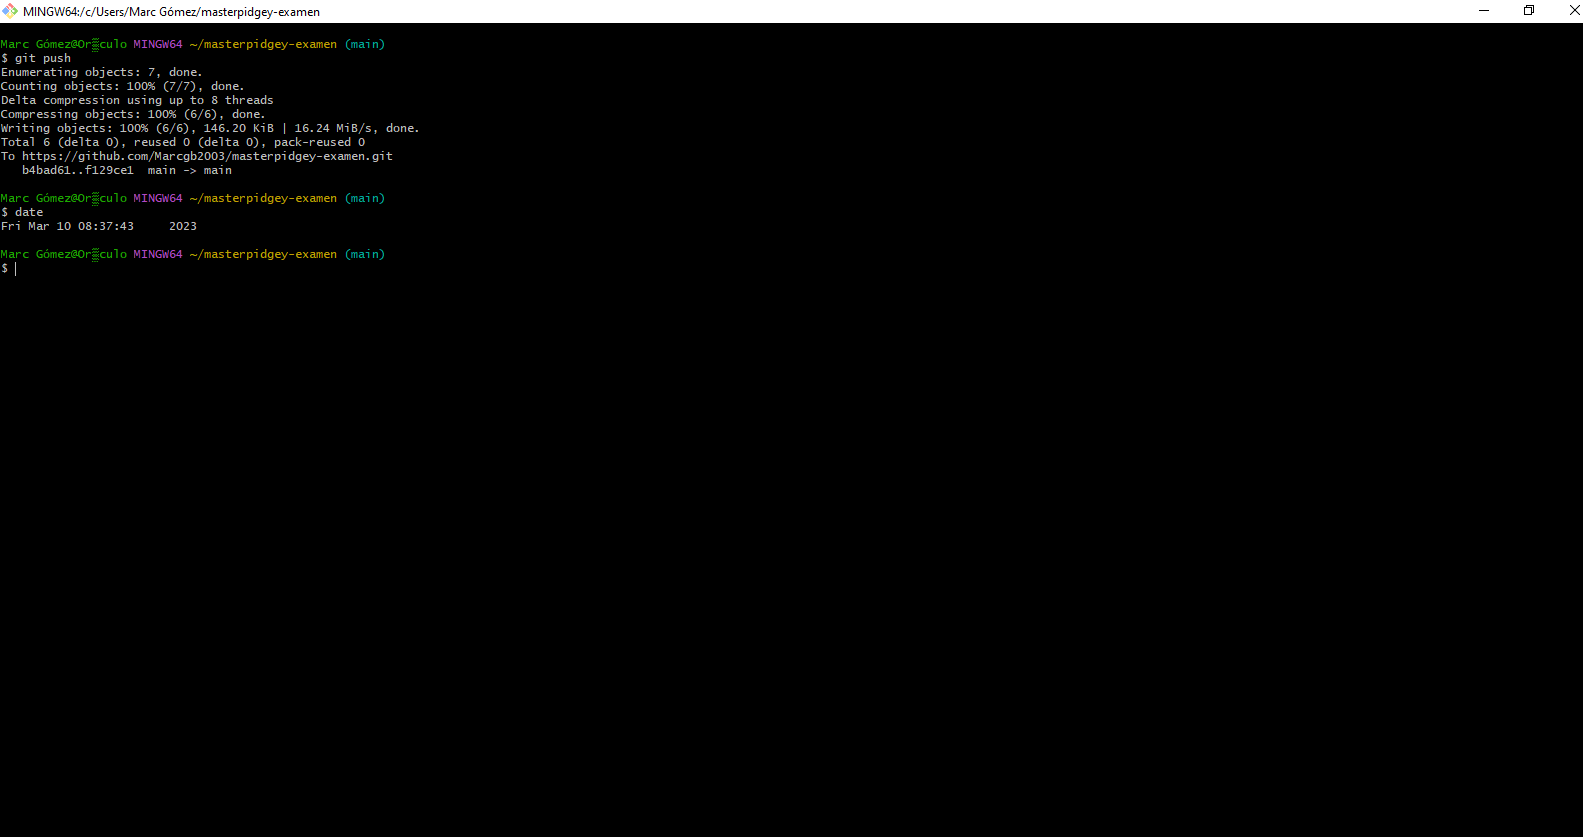 MINGW64:/c/Users/Marc Gómez/masterpidgey-examen
Marc Gómez@Or▒culo MINGW64 ~/masterpidgey-examen (main)
$ git push
Enumerating objects: 7, done.
Counting objects: 100% (7/7), done.
Delta compression using up to 8 threads
Compressing objects: 100% (6/6), done.
Writing objects: 100% (6/6), 146.20 KiB | 16.24 MiB/s, done.
Total 6 (delta 0), reused 0 (delta 0), pack-reused 0
To https://github.com/Marcgb2003/masterpidgey-examen.git
   b4bad61..f129ce1  main -> main
Marc Gómez@Or▒culo MINGW64 ~/masterpidgey-examen (main)
$ date
Fri Mar 10 08:37:43     2023
Marc Gómez@Or▒culo MINGW64 ~/masterpidgey-examen (main)
$